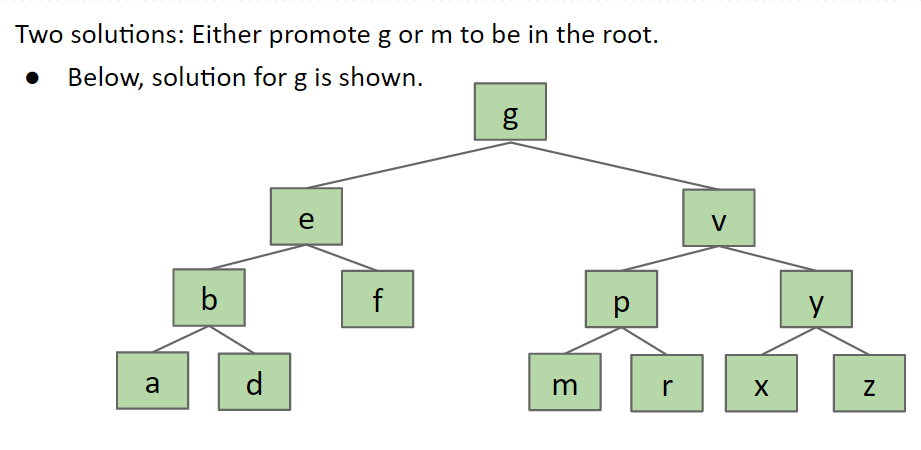 Two solutions: Either promote g or m to be in the root.
● Below, solution for g is shown.
g
e
v
b
f
p
y
a
d
m
r
x
z